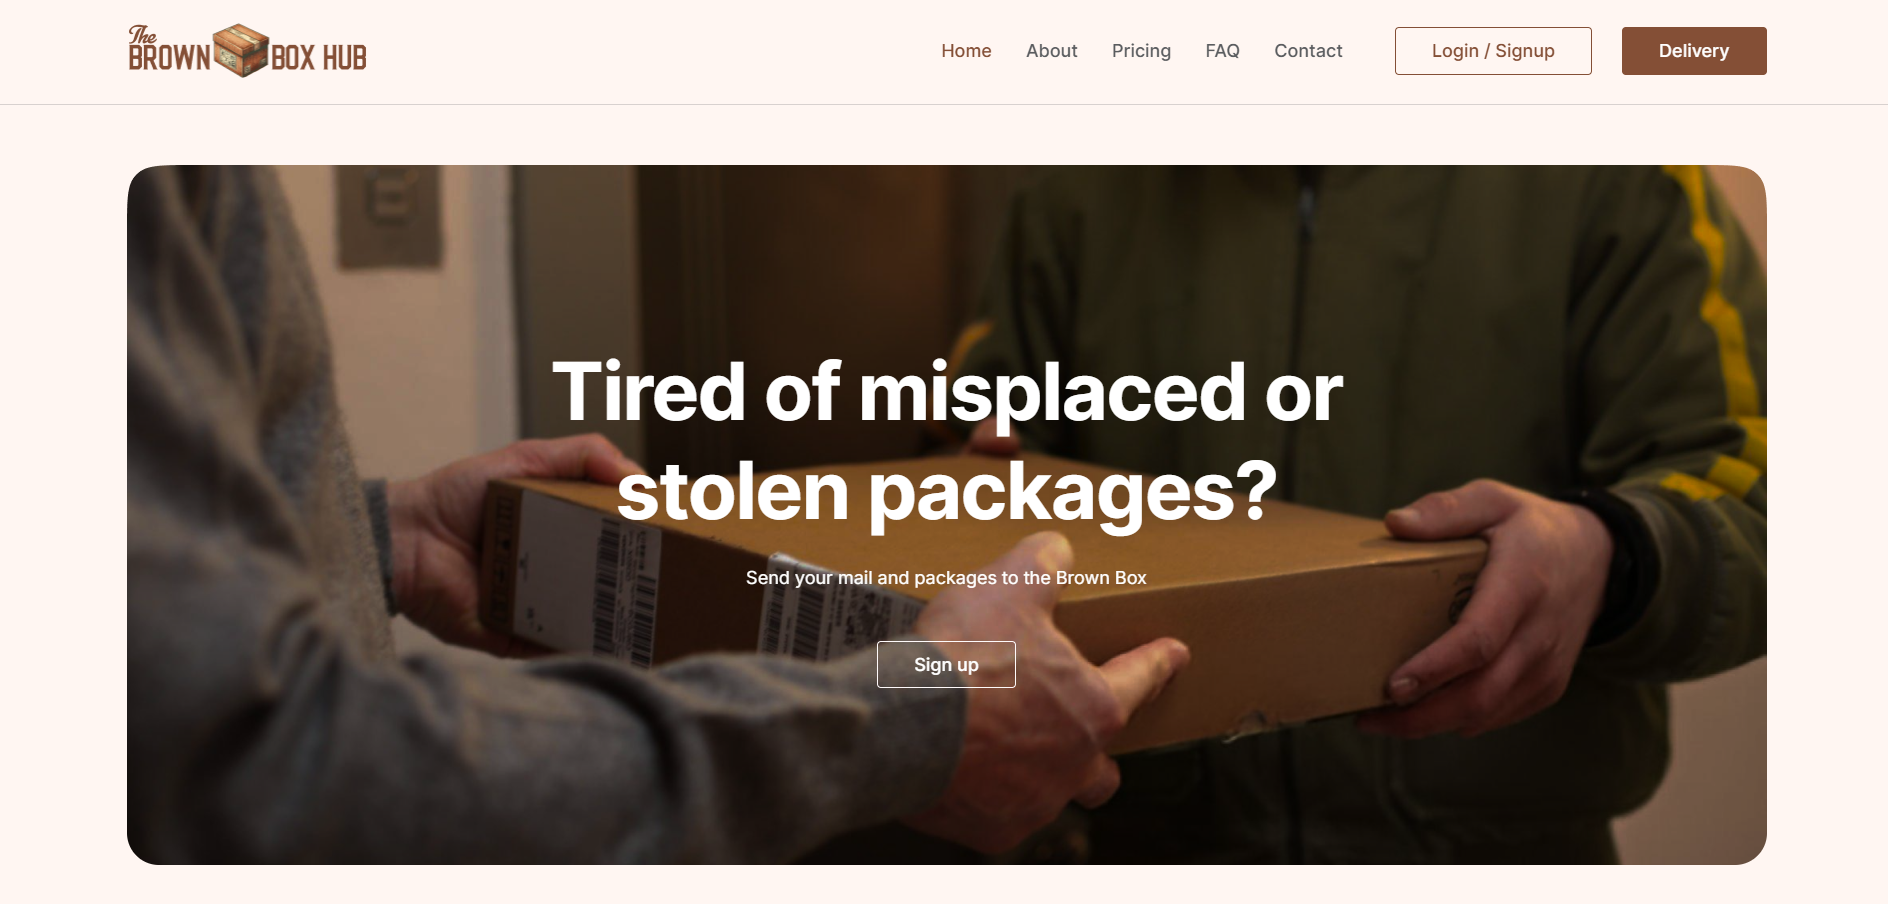 The
BROWN BOX HUB
Home About Pricing FAQ Contact Login / Signup Delivery
Tired of misplaced or
stolen packages?
Send your mail and packages to the Brown Box
Sign up